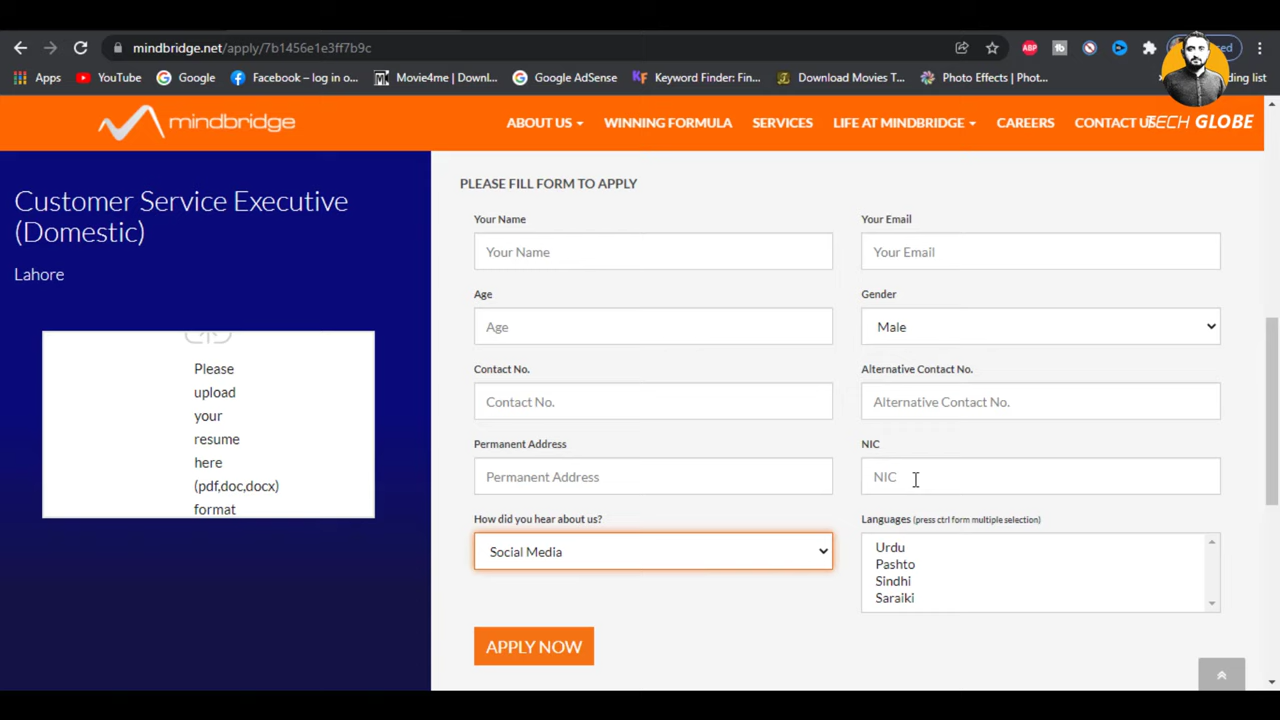 mindbridge.net/apply/7b1456e1e3ff7b9c
Apps YouTube Google Facebook – log in o... Movie4me | Downl... Google AdSense Keyword Finder: Fin... Download Movies T... Photo Effects | Phot... » ding list
ABP
mindbridge
ABOUT US WINNING FORMULA SERVICES LIFE AT MINDBRIDGE CAREERS CONTACT US
TECH GLOBE
Customer Service Executive
(Domestic)
Lahore
Please
upload
your
resume
here
(pdf,doc,docx)
format
PLEASE FILL FORM TO APPLY
Your Name Your Email
Your Name Your Email
Age Gender
Age Male
Contact No. Alternative Contact No.
Contact No. Alternative Contact No.
Permanent Address NIC
Permanent Address NIC
How did you hear about us? Languages (press ctrl form multiple selection)
Social Media
Urdu
Pashto
Sindhi
Saraiki
APPLY NOW